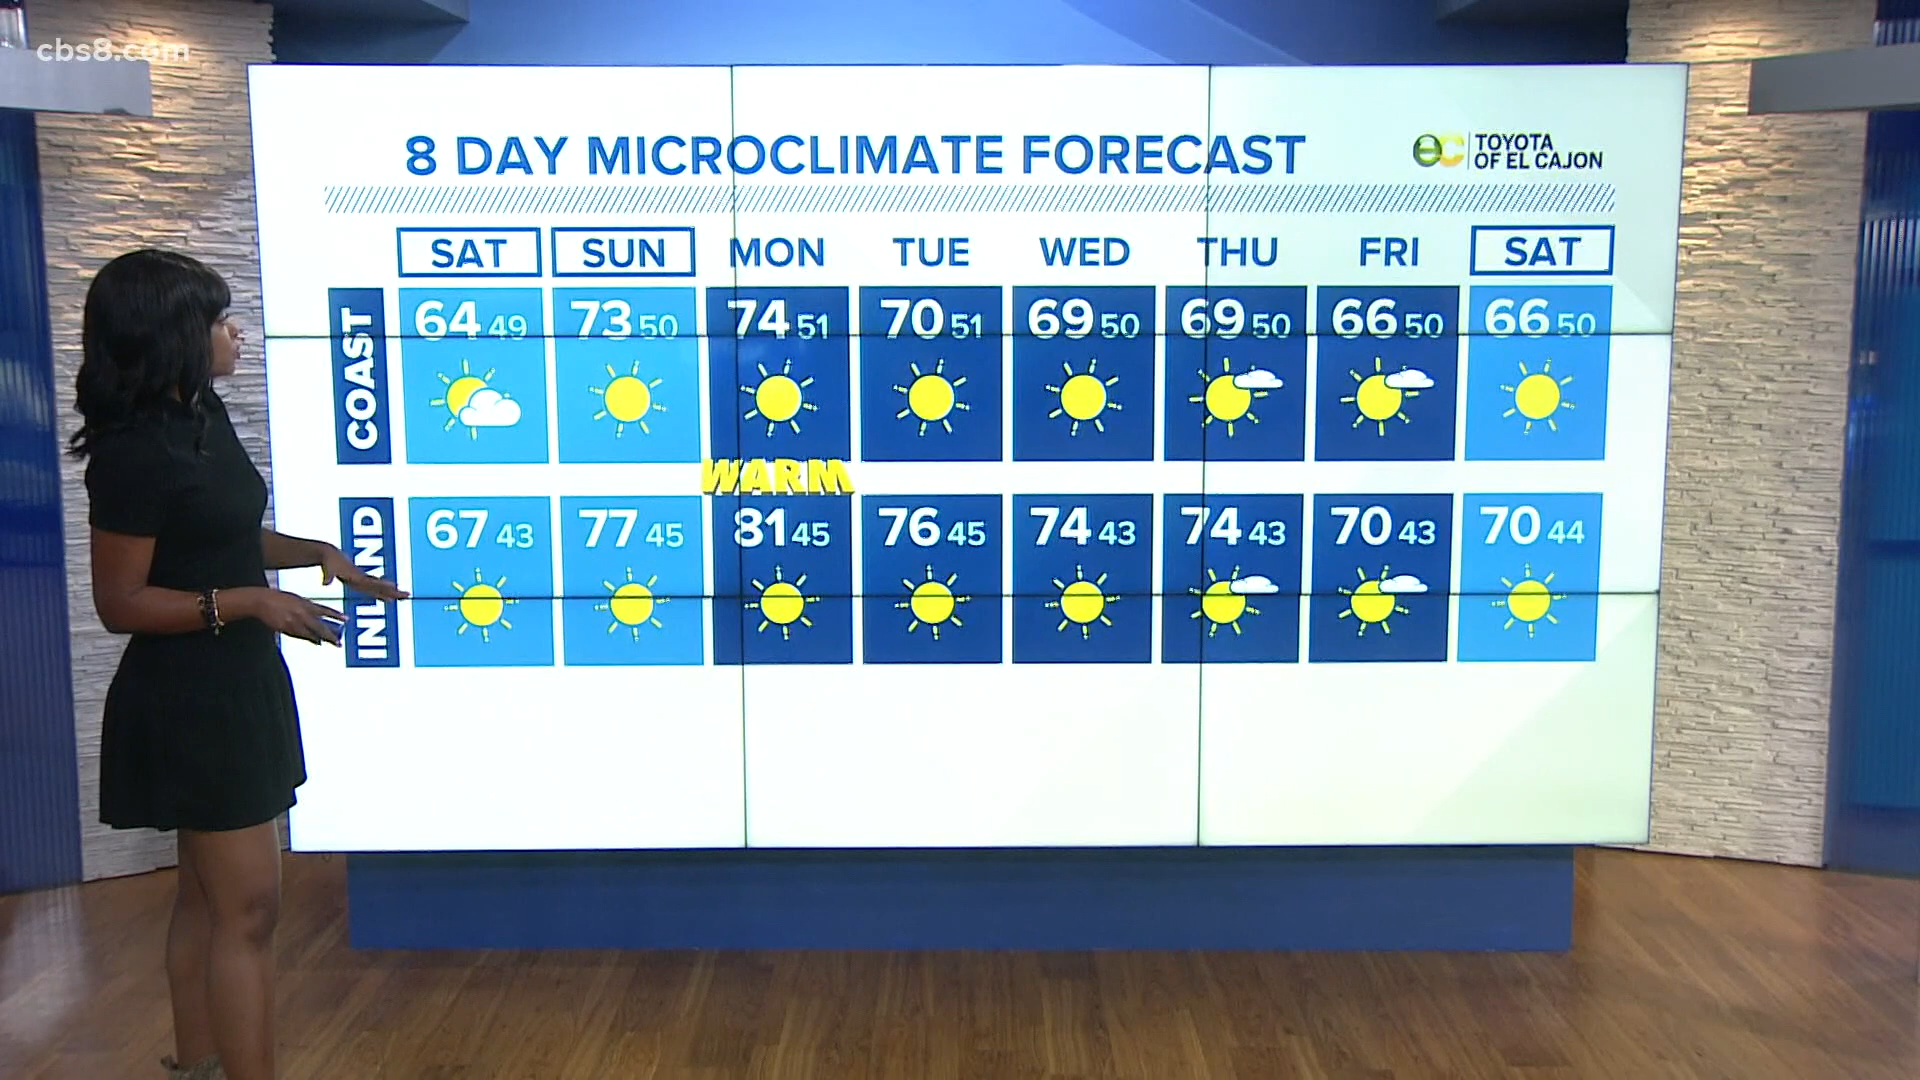 cbs8.com
8 DAY MICROCLIMATE FORECAST
TOYOTA
OF EL CAJON
SAT SUN MON TUE WED THU FRI SAT
COAST
64 49 73 50 74 51 70 51 69 50 69 50 66 50 66 50
WARM
INLAND
67 43 77 45 81 45 76 45 74 43 74 43 70 43 70 44